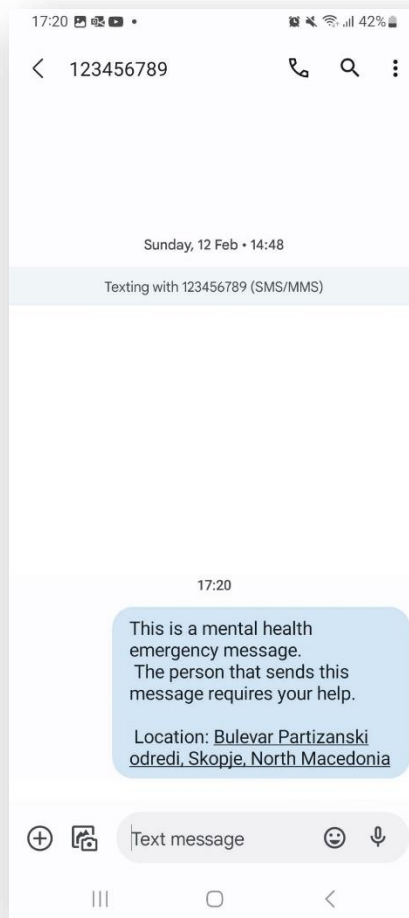 17:20 42%
123456789
Sunday, 12 Feb • 14:48
Texting with 123456789 (SMS/MMS)
17:20
This is a mental health
emergency message.
The person that sends this
message requires your help.
Location: Bulevar Partizanski
odredi, Skopje, North Macedonia
Text message